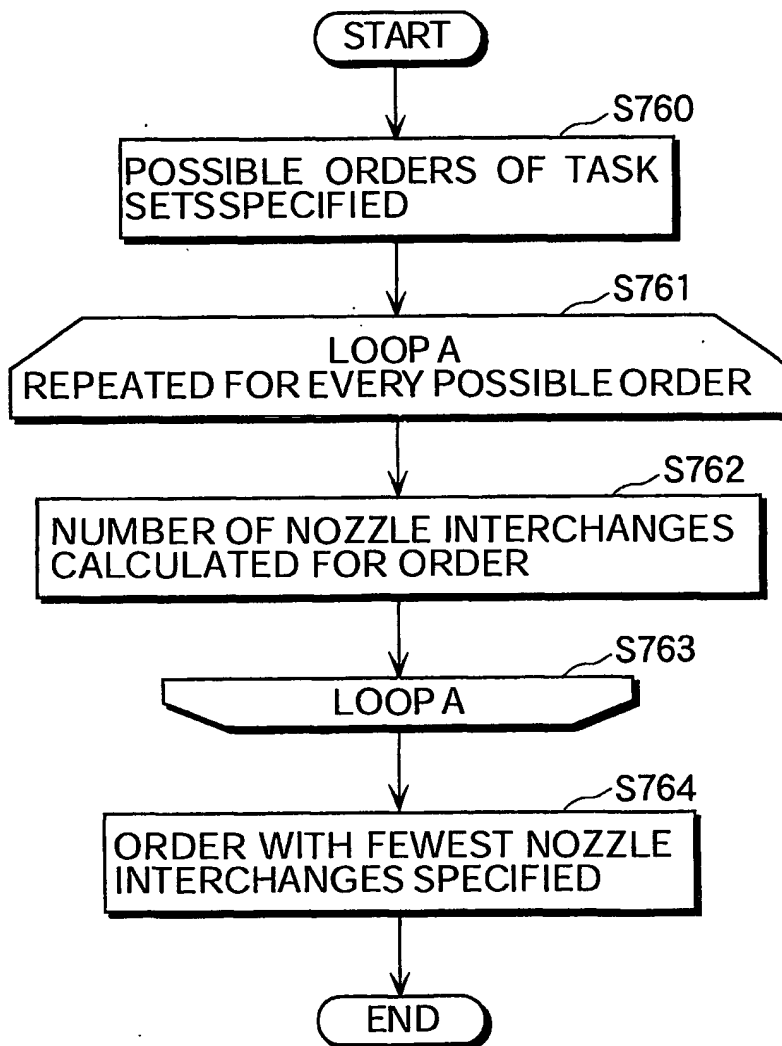 START
S760
POSSIBLE ORDERS OF TASK
SETSSPECIFIED
S761
LOOP A
REPEATED FOR EVERY POSSIBLE ORDER
S762
NUMBER OF NOZZLE INTERCHANGES
CALCULATED FOR ORDER
S763
LOOP A
S764
ORDER WITH FEWEST NOZZLE
INTERCHANGES SPECIFIED
END